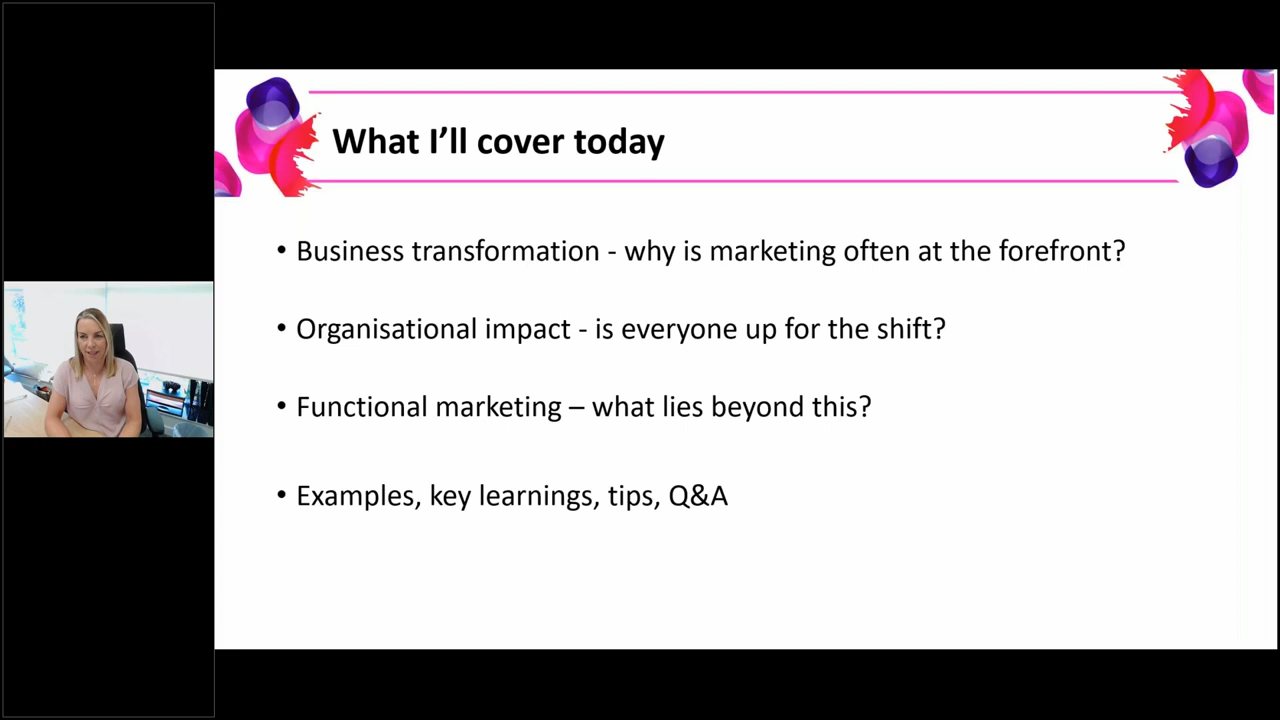 What I’ll cover today
• Business transformation - why is marketing often at the forefront?
• Organisational impact - is everyone up for the shift?
• Functional marketing – what lies beyond this?
• Examples, key learnings, tips, Q&A